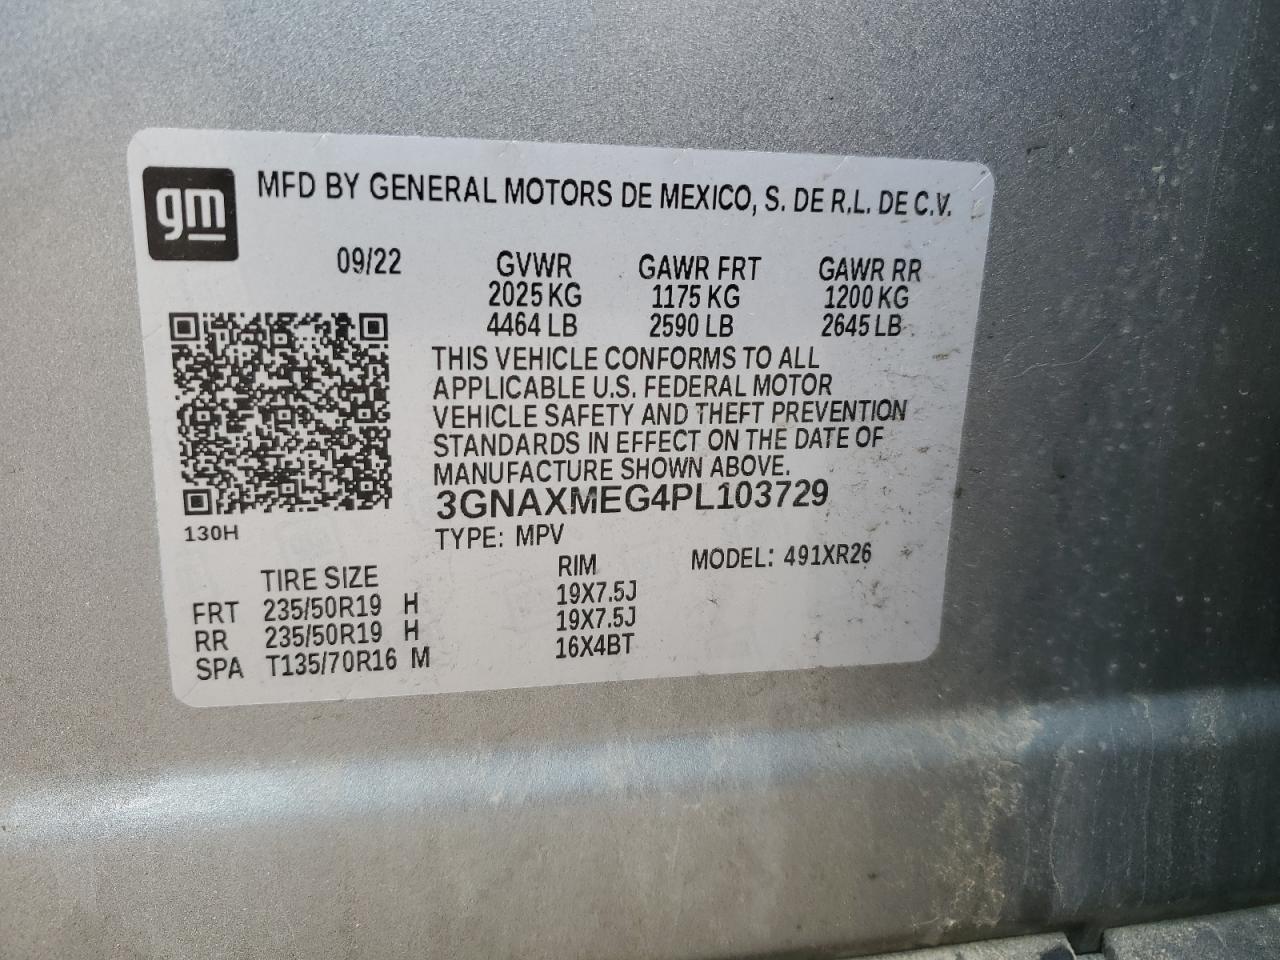 gm
MFD BY GENERAL MOTORS DE MEXICO, S. DE R.L. DE C.V.
09/22 GVWR GAWR FRT GAWR RR
2025 KG 1175 KG 1200 KG
4464 LB 2590 LB 2645 LB
THIS VEHICLE CONFORMS TO ALL
APPLICABLE U.S. FEDERAL MOTOR
VEHICLE SAFETY AND THEFT PREVENTION
STANDARDS IN EFFECT ON THE DATE OF
MANUFACTURE SHOWN ABOVE.
3GNAXMEG4PL103729
130H
TYPE: MPV
TIRE SIZE RIM MODEL: 491XR26
FRT 235/50R19 H 19X7.5J
RR 235/50R19 H 19X7.5J
SPA T135/70R16 M 16X4BT